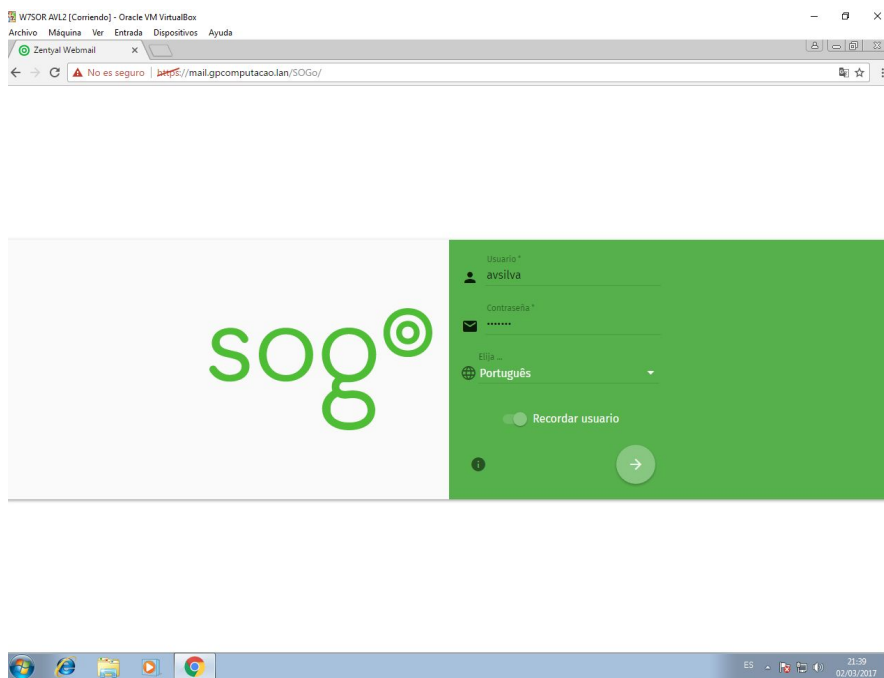 W7SOR AVL2 [Corriendo] - Oracle VM VirtualBox
Archivo Máquina Ver Entrada Dispositivos Ayuda
Zentyal Webmail
No es seguro | https://mail.gpcomputacao.lan/SOGo/
sogo
Usuario *
avsilva
Contraseña *
•••••••
Elija ...
Português
Recordar usuario
ES
21:39
02/03/2017